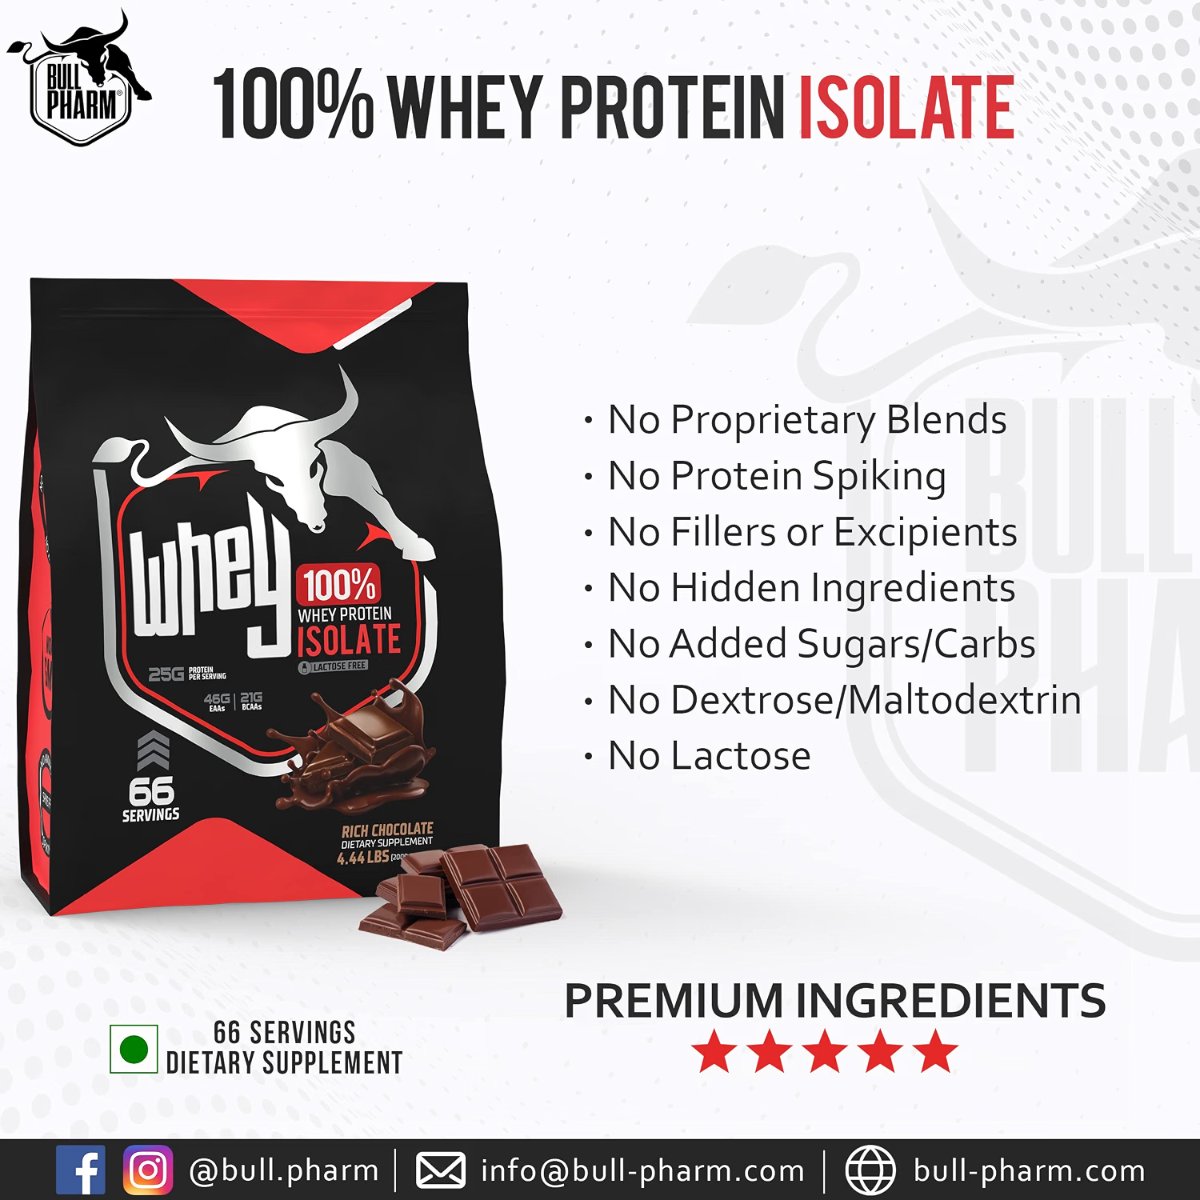 BULL
PHARM®
100% WHEY PROTEIN ISOLATE
whey
100%
WHEY PROTEIN
ISOLATE
LACTOSE FREE
25G PROTEIN PER SERVING
46G EAAs | 21G BCAAs
66
SERVINGS
RICH CHOCOLATE
DIETARY SUPPLEMENT
4.44 LBS
• No Proprietary Blends
• No Protein Spiking
• No Fillers or Excipients
• No Hidden Ingredients
• No Added Sugars/Carbs
• No Dextrose/Maltodextrin
• No Lactose
BULL
PHA
PREMIUM INGREDIENTS
66 SERVINGS
DIETARY SUPPLEMENT
@bull.pharm | info@bull-pharm.com | bull-pharm.com